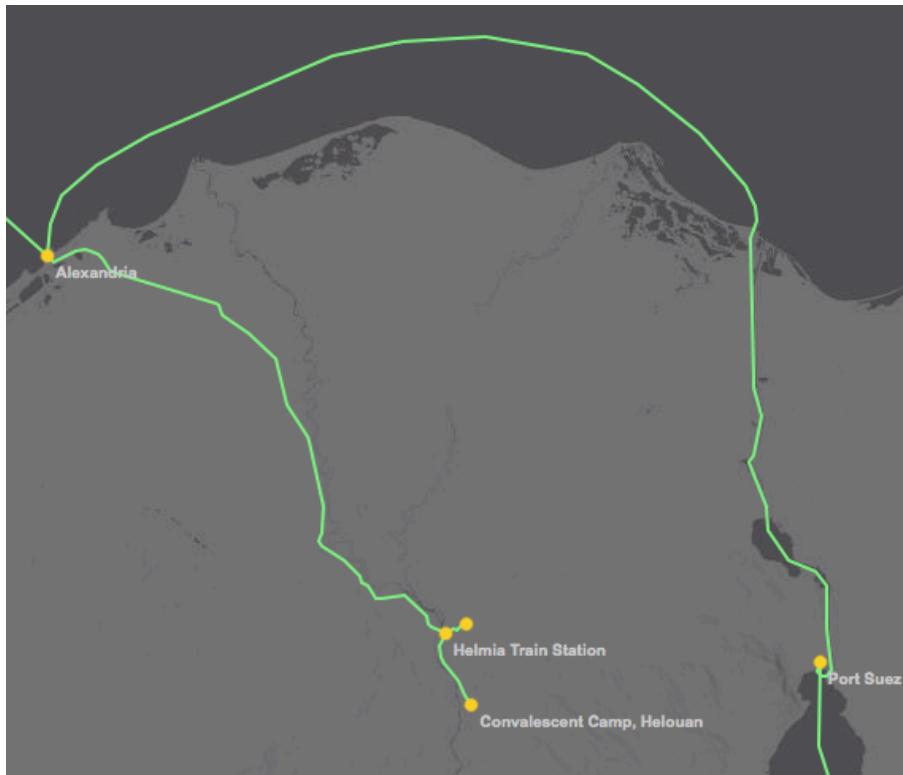 Alexandria
Helmia Train Station
Port Suez
Convalescent Camp, Helouan